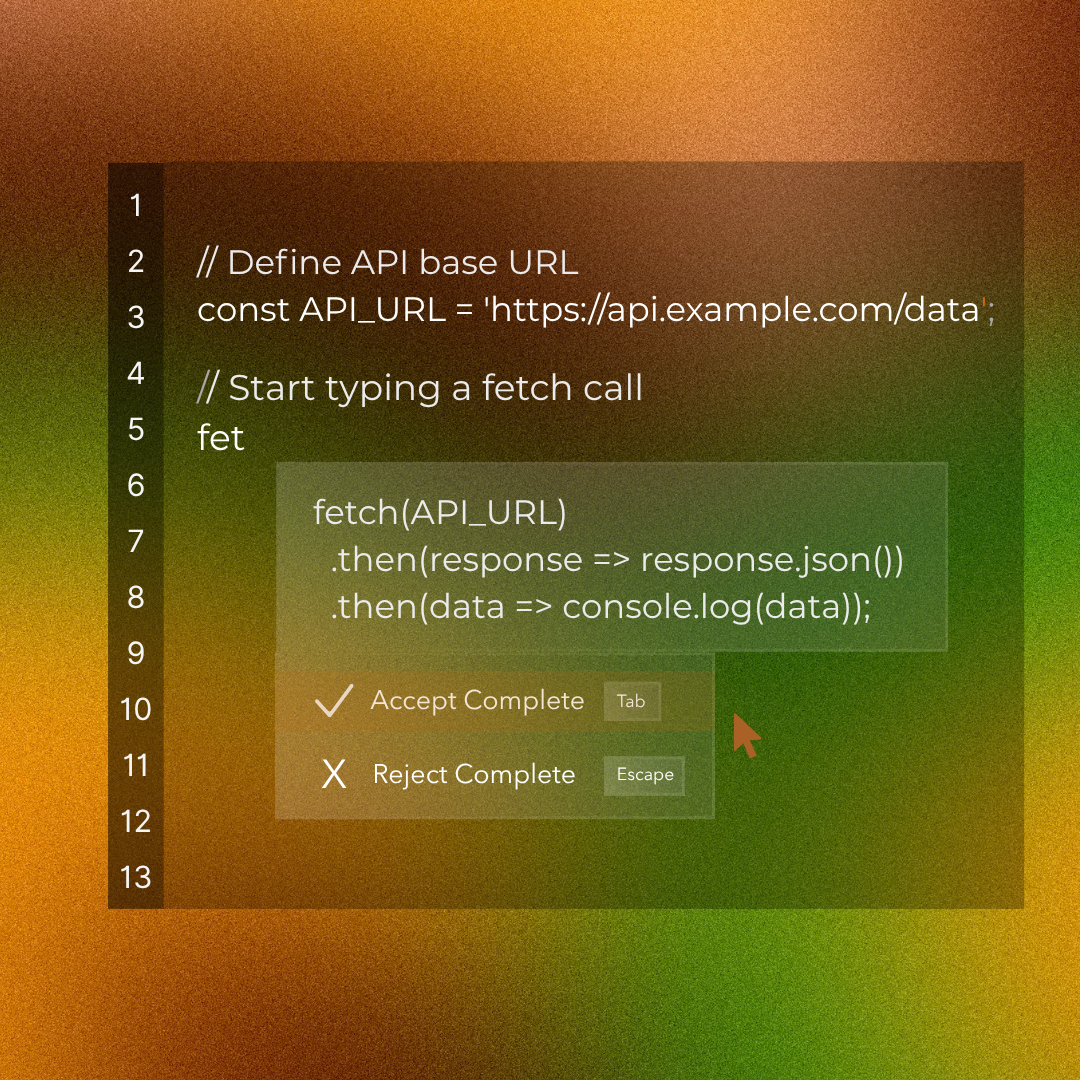 1
2
// Define API base URL
3
const API_URL = 'https://api.example.com/data';
4
// Start typing a fetch call
5
fet
6
fetch(API_URL)
7
.then(response => response.json())
8
.then(data => console.log(data));
9
10
Accept Complete Tab
11
X Reject Complete Escape
12
13